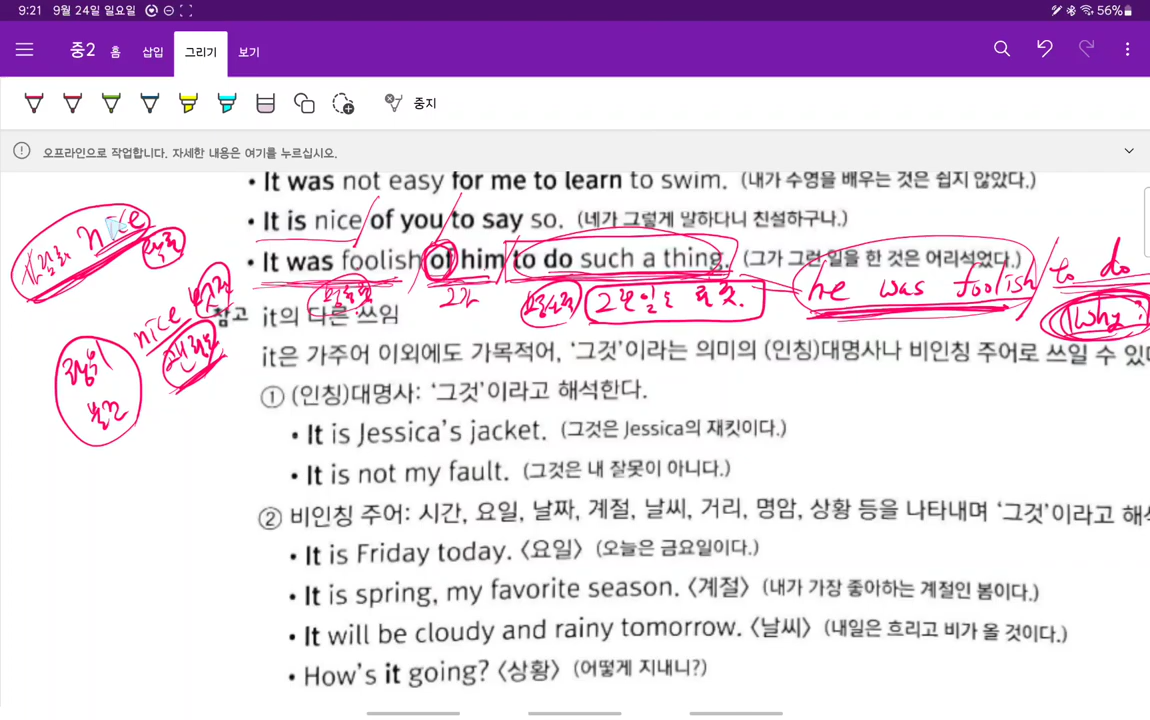 9:21 9월 24일 일요일 56%
중2 홈 삽입 그리기 보기
중지
오프라인으로 작업합니다. 자세한 내용은 여기를 누르십시오.
• It was not easy for me to learn to swim. (내가 수영을 배우는 것은 쉽지 않았다.)
• It is nice of you to say so. (네가 그렇게 말하다니 친절하구나.)
• It was foolish of him to do such a thing. (그가 그런 일을 한 것은 어리석었다.)
nice
he was foolish / to do
why?
nice
참고 it의 다른 쓰임
it은 가주어 이외에도 가목적어, ‘그것’이라는 의미의 (인칭)대명사나 비인칭 주어로 쓰일 수 있다
① (인칭)대명사: ‘그것’이라고 해석한다.
• It is Jessica’s jacket. (그것은 Jessica의 재킷이다.)
• It is not my fault. (그것은 내 잘못이 아니다.)
② 비인칭 주어: 시간, 요일, 날짜, 계절, 날씨, 거리, 명암, 상황 등을 나타내며 ‘그것’이라고 해석
• It is Friday today. 〈요일〉 (오늘은 금요일이다.)
• It is spring, my favorite season. 〈계절〉 (내가 가장 좋아하는 계절인 봄이다.)
• It will be cloudy and rainy tomorrow. 〈날씨〉 (내일은 흐리고 비가 올 것이다.)
• How’s it going? 〈상황〉 (어떻게 지내니?)